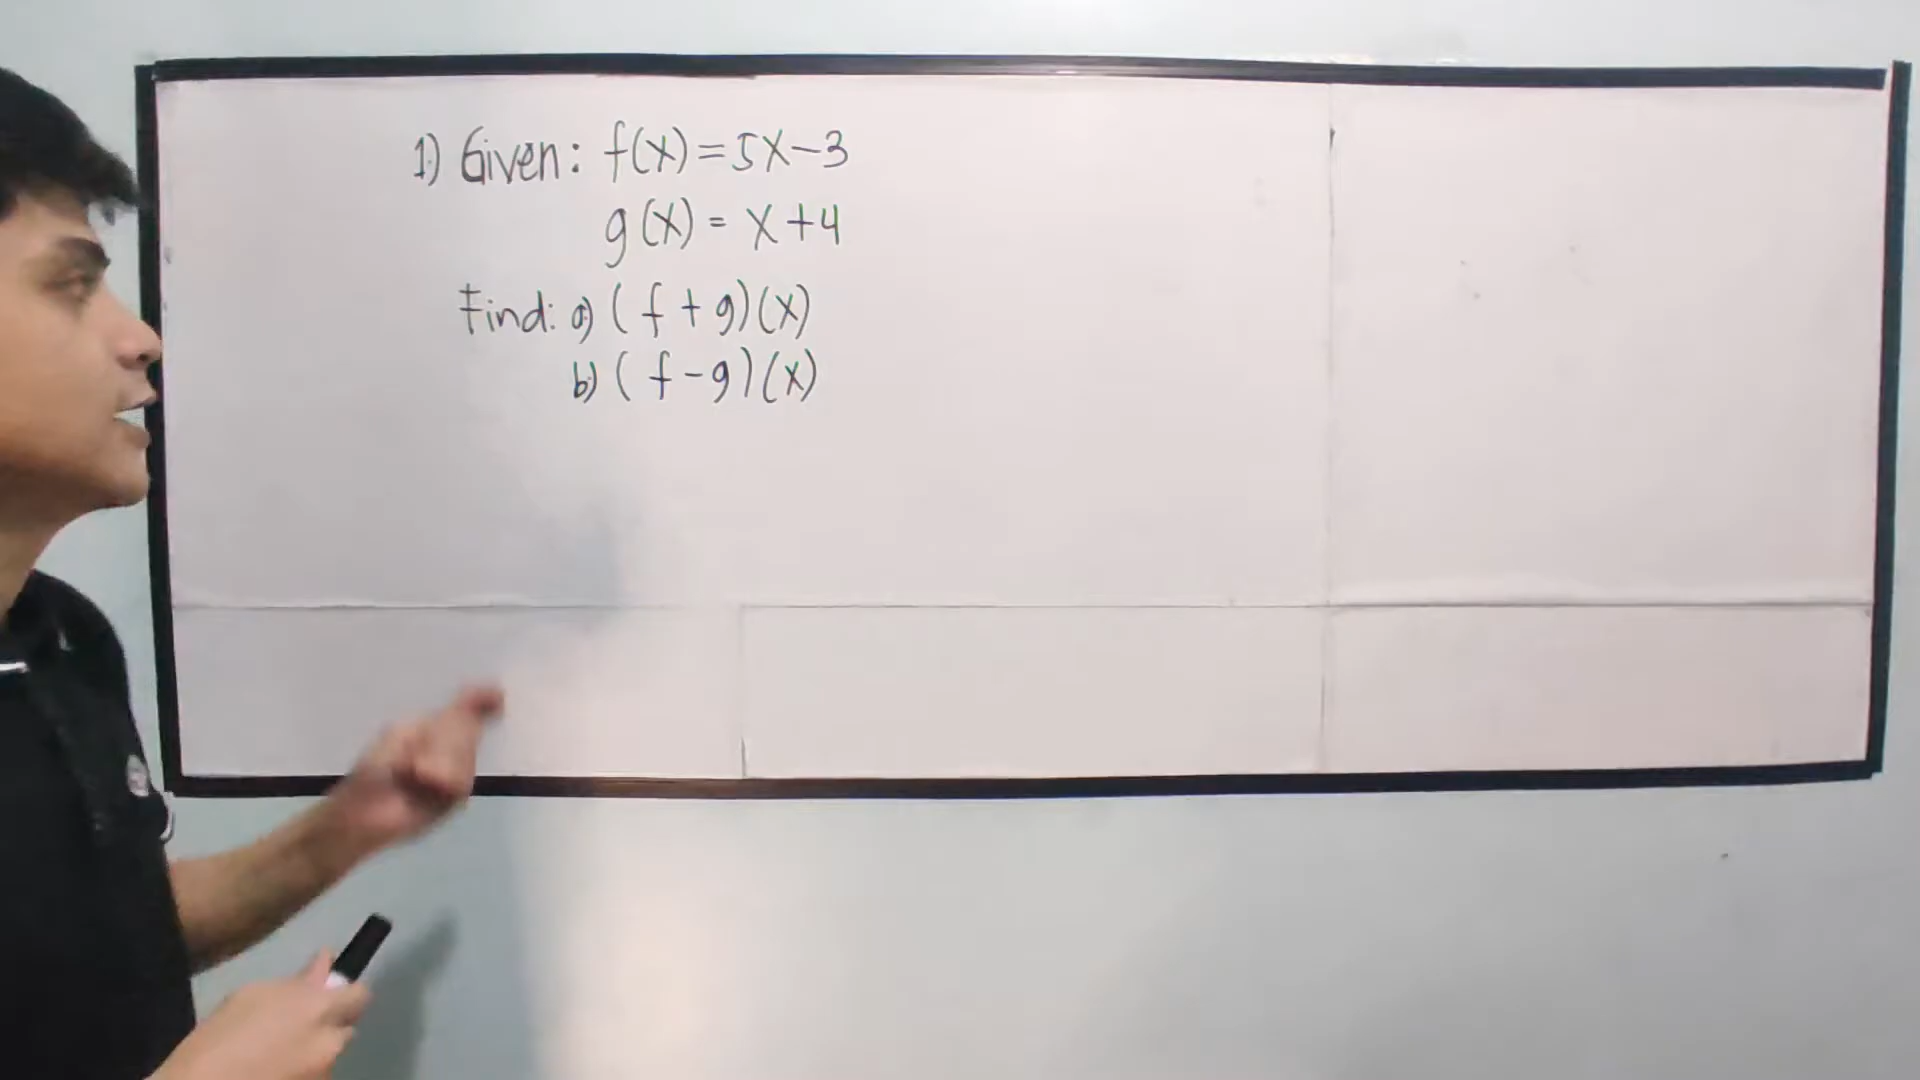 1) Given: f(x)=5x-3
g(x) = x+4
Find: a) (f+g)(x)
b) (f-g)(x)